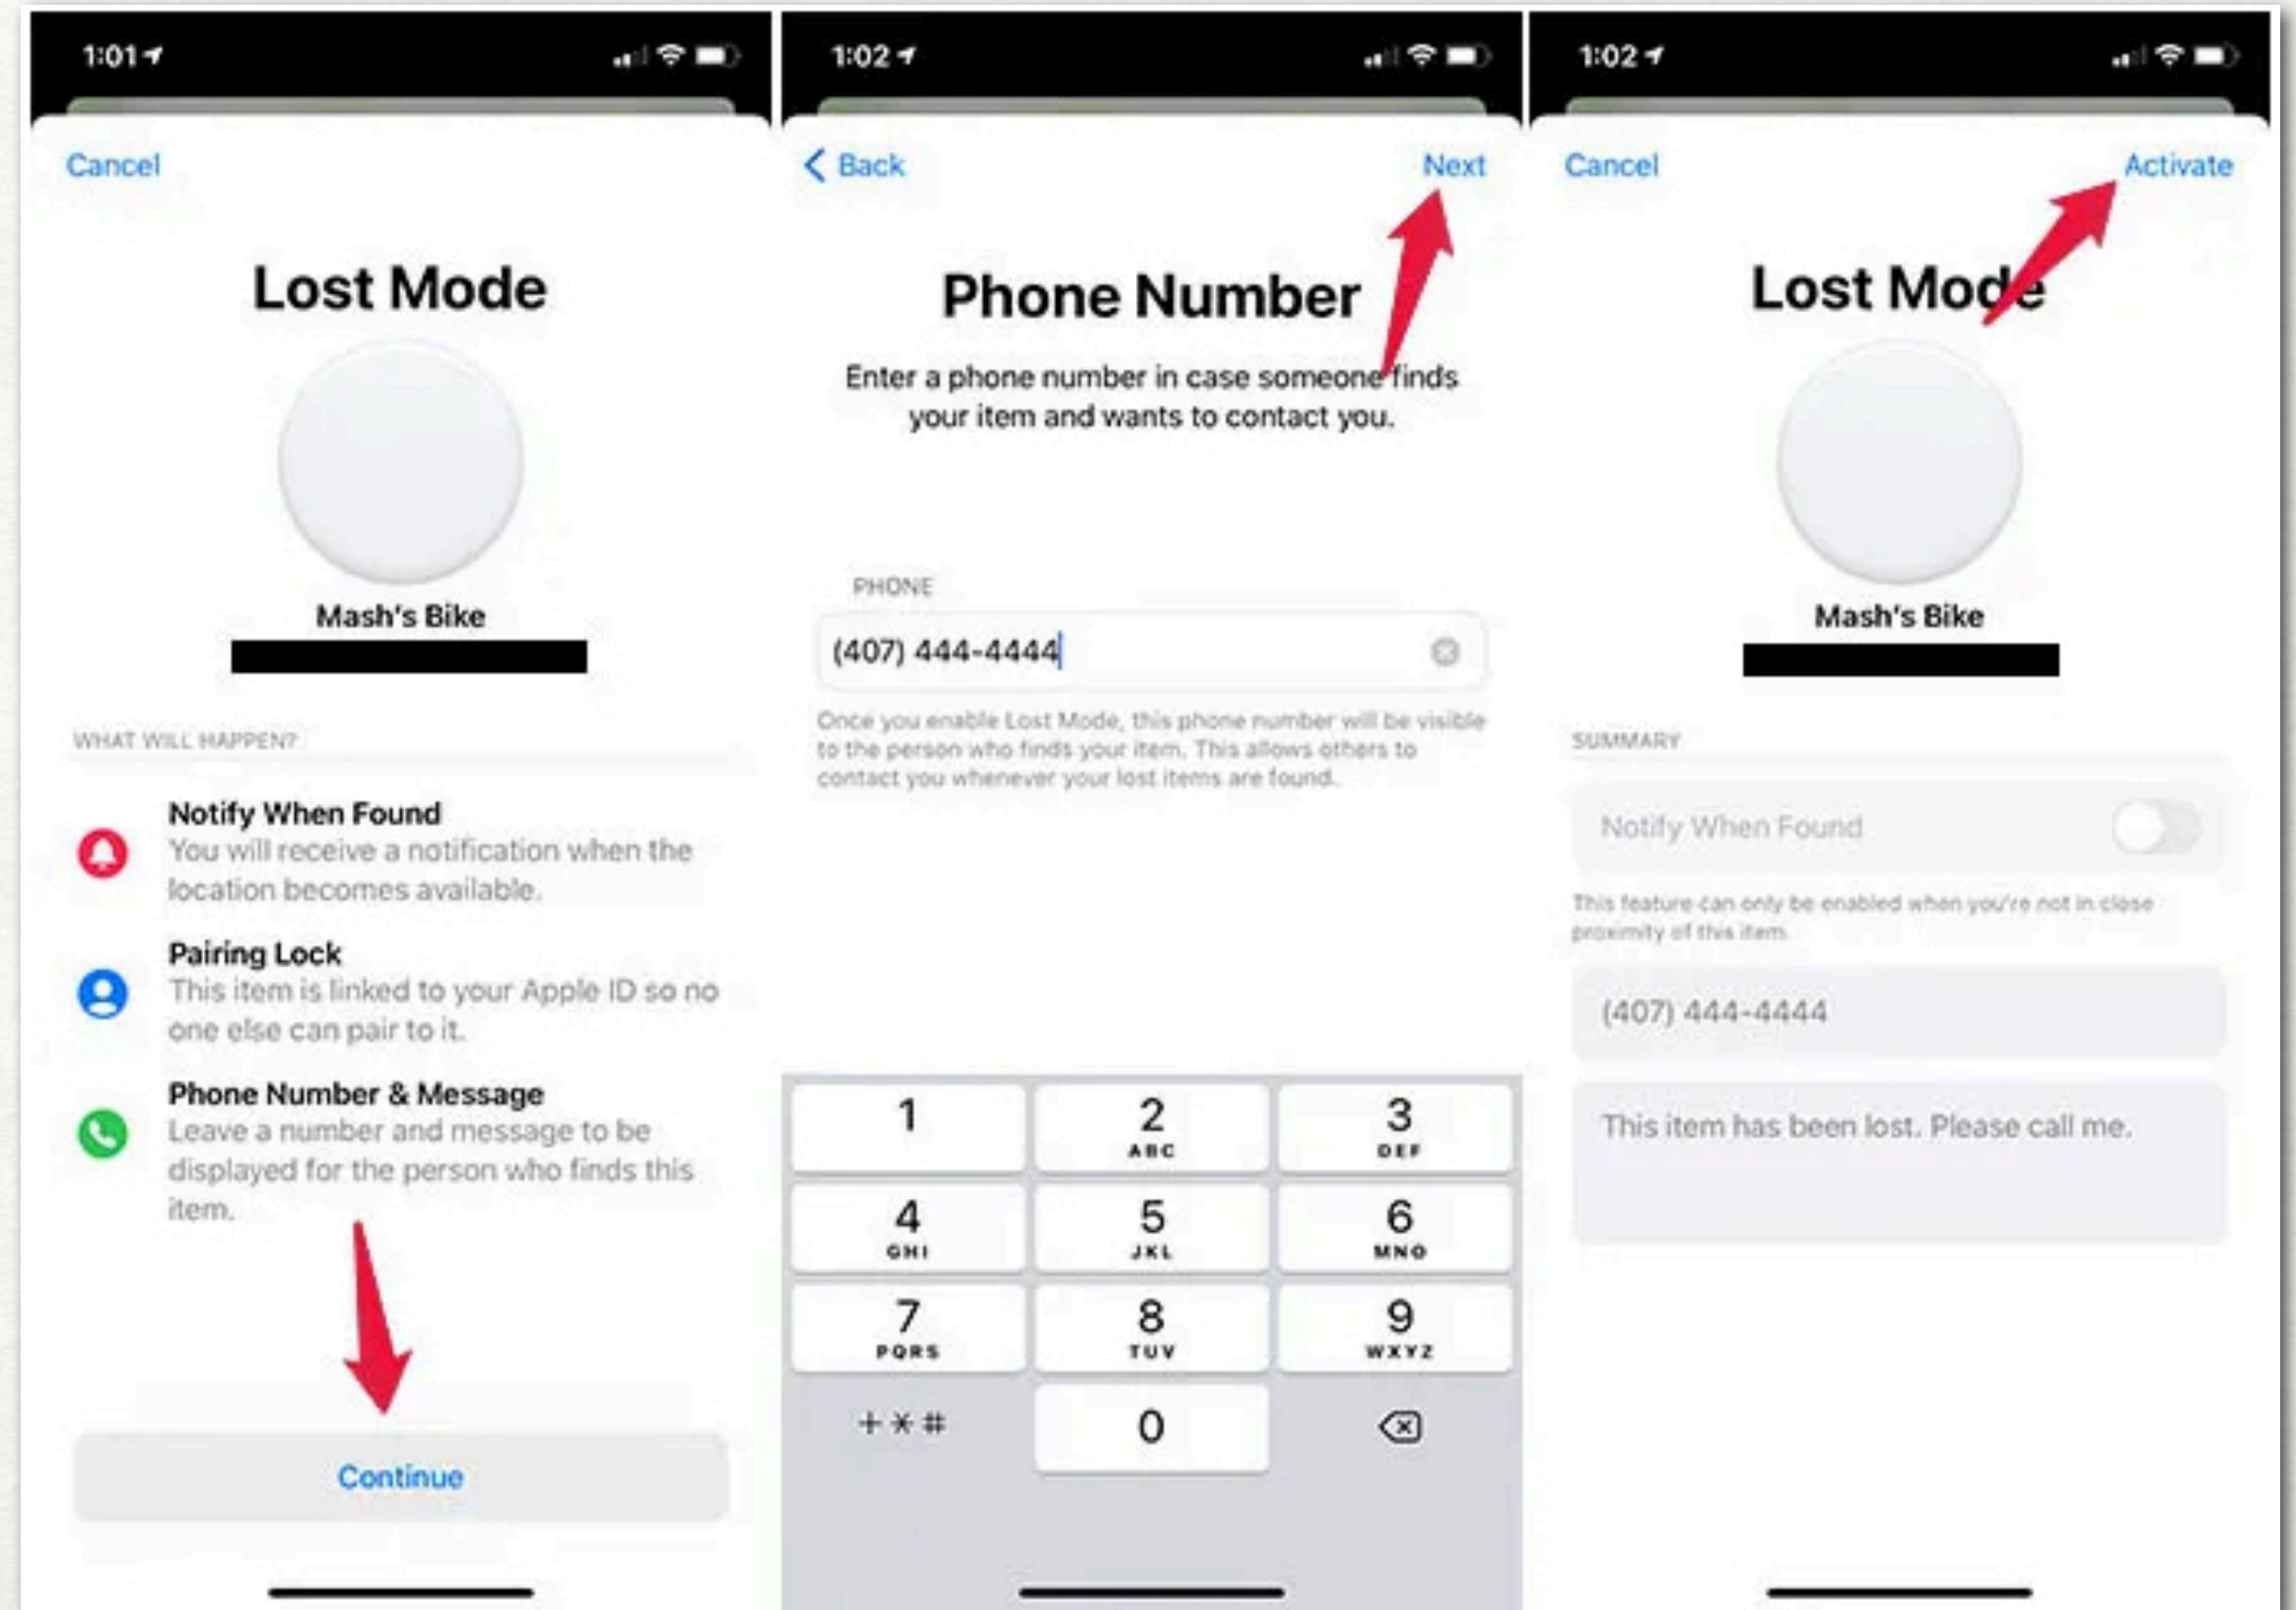 1:01
Cancel
Lost Mode
Mash's Bike
WHAT WILL HAPPEN?
Notify When Found
You will receive a notification when the
location becomes available.
Pairing Lock
This item is linked to your Apple ID so no
one else can pair to it.
Phone Number & Message
Leave a number and message to be
displayed for the person who finds this
item.
Continue
1:02
Back
Next
Phone Number
Enter a phone number in case someone finds
your item and wants to contact you.
PHONE
(407) 444-4444
Once you enable Lost Mode, this phone number will be visible
to the person who finds your item. This allows others to
contact you whenever your lost items are found.
1
2
ABC
3
DEF
4
GHI
5
JKL
6
MNO
7
PQRS
8
TUV
9
WXYZ
+*#
0
1:02
Cancel
Activate
Lost Mode
Mash's Bike
SUMMARY
Notify When Found
This feature can only be enabled when you're not in close
proximity of this item.
(407) 444-4444
This item has been lost. Please call me.